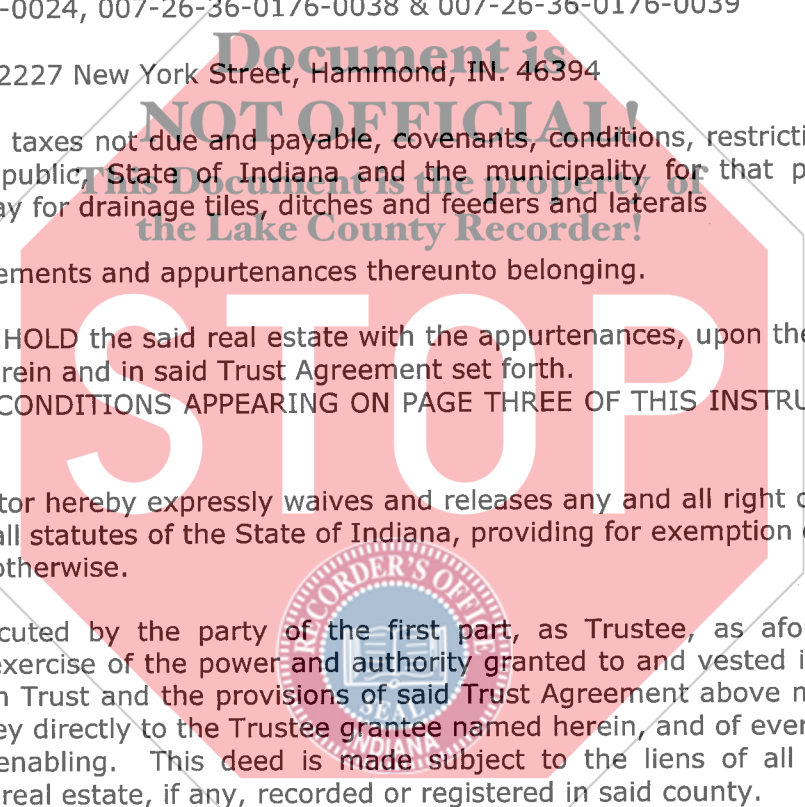 -0024, 007-26-36-0176-0038 & 007-26-36-0176-0039
Document is
2227 New York Street, Hammond, IN. 46394
NOT OFFICIAL!
taxes not due and payable, covenants, conditions, restricti
public, State of Indiana and the municipality for that p
This Document is the property of
ay for drainage tiles, ditches and feeders and laterals
the Lake County Recorder!
ements and appurtenances thereunto belonging.
HOLD the said real estate with the appurtenances, upon the
rein and in said Trust Agreement set forth.
CONDITIONS APPEARING ON PAGE THREE OF THIS INSTRU
STOP
tor hereby expressly waives and releases any and all right o
all statutes of the State of Indiana, providing for exemption o
otherwise.
RECORDER'S OFFICE
cuted by the party of the first part, as Trustee, as afo
exercise of the power and authority granted to and vested i
n Trust and the provisions of said Trust Agreement above m
SEAL
ey directly to the Trustee grantee named herein, and of ever
INDIANA
enabling. This deed is made subject to the liens of all
real estate, if any, recorded or registered in said county.